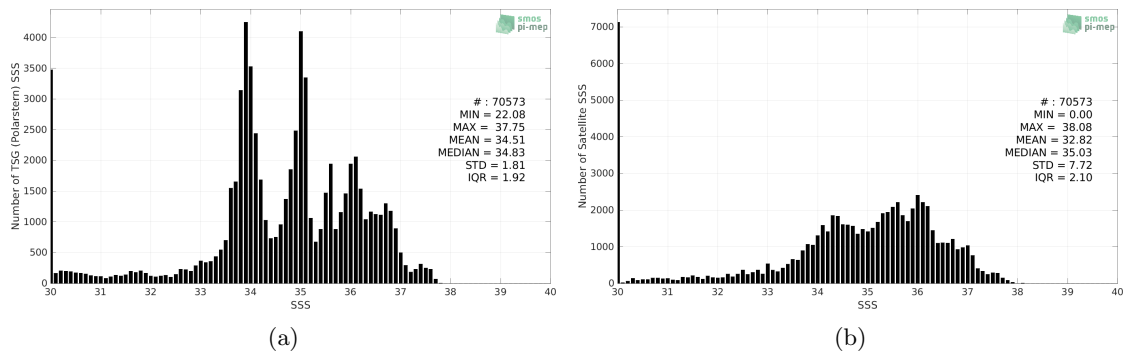 smos
pi-mep
Number of TSG (Polarstern) SSS
4000
3500
3000
2500
2000
1500
1000
500
0
# : 70573
MIN = 22.08
MAX = 37.75
MEAN = 34.51
MEDIAN = 34.83
STD = 1.81
IQR = 1.92
30 31 32 33 34 35 36 37 38 39 40
SSS
(a)
smos
pi-mep
Number of Satellite SSS
7000
6000
5000
4000
3000
2000
1000
0
# : 70573
MIN = 0.00
MAX = 38.08
MEAN = 32.82
MEDIAN = 35.03
STD = 7.72
IQR = 2.10
30 31 32 33 34 35 36 37 38 39 40
SSS
(b)